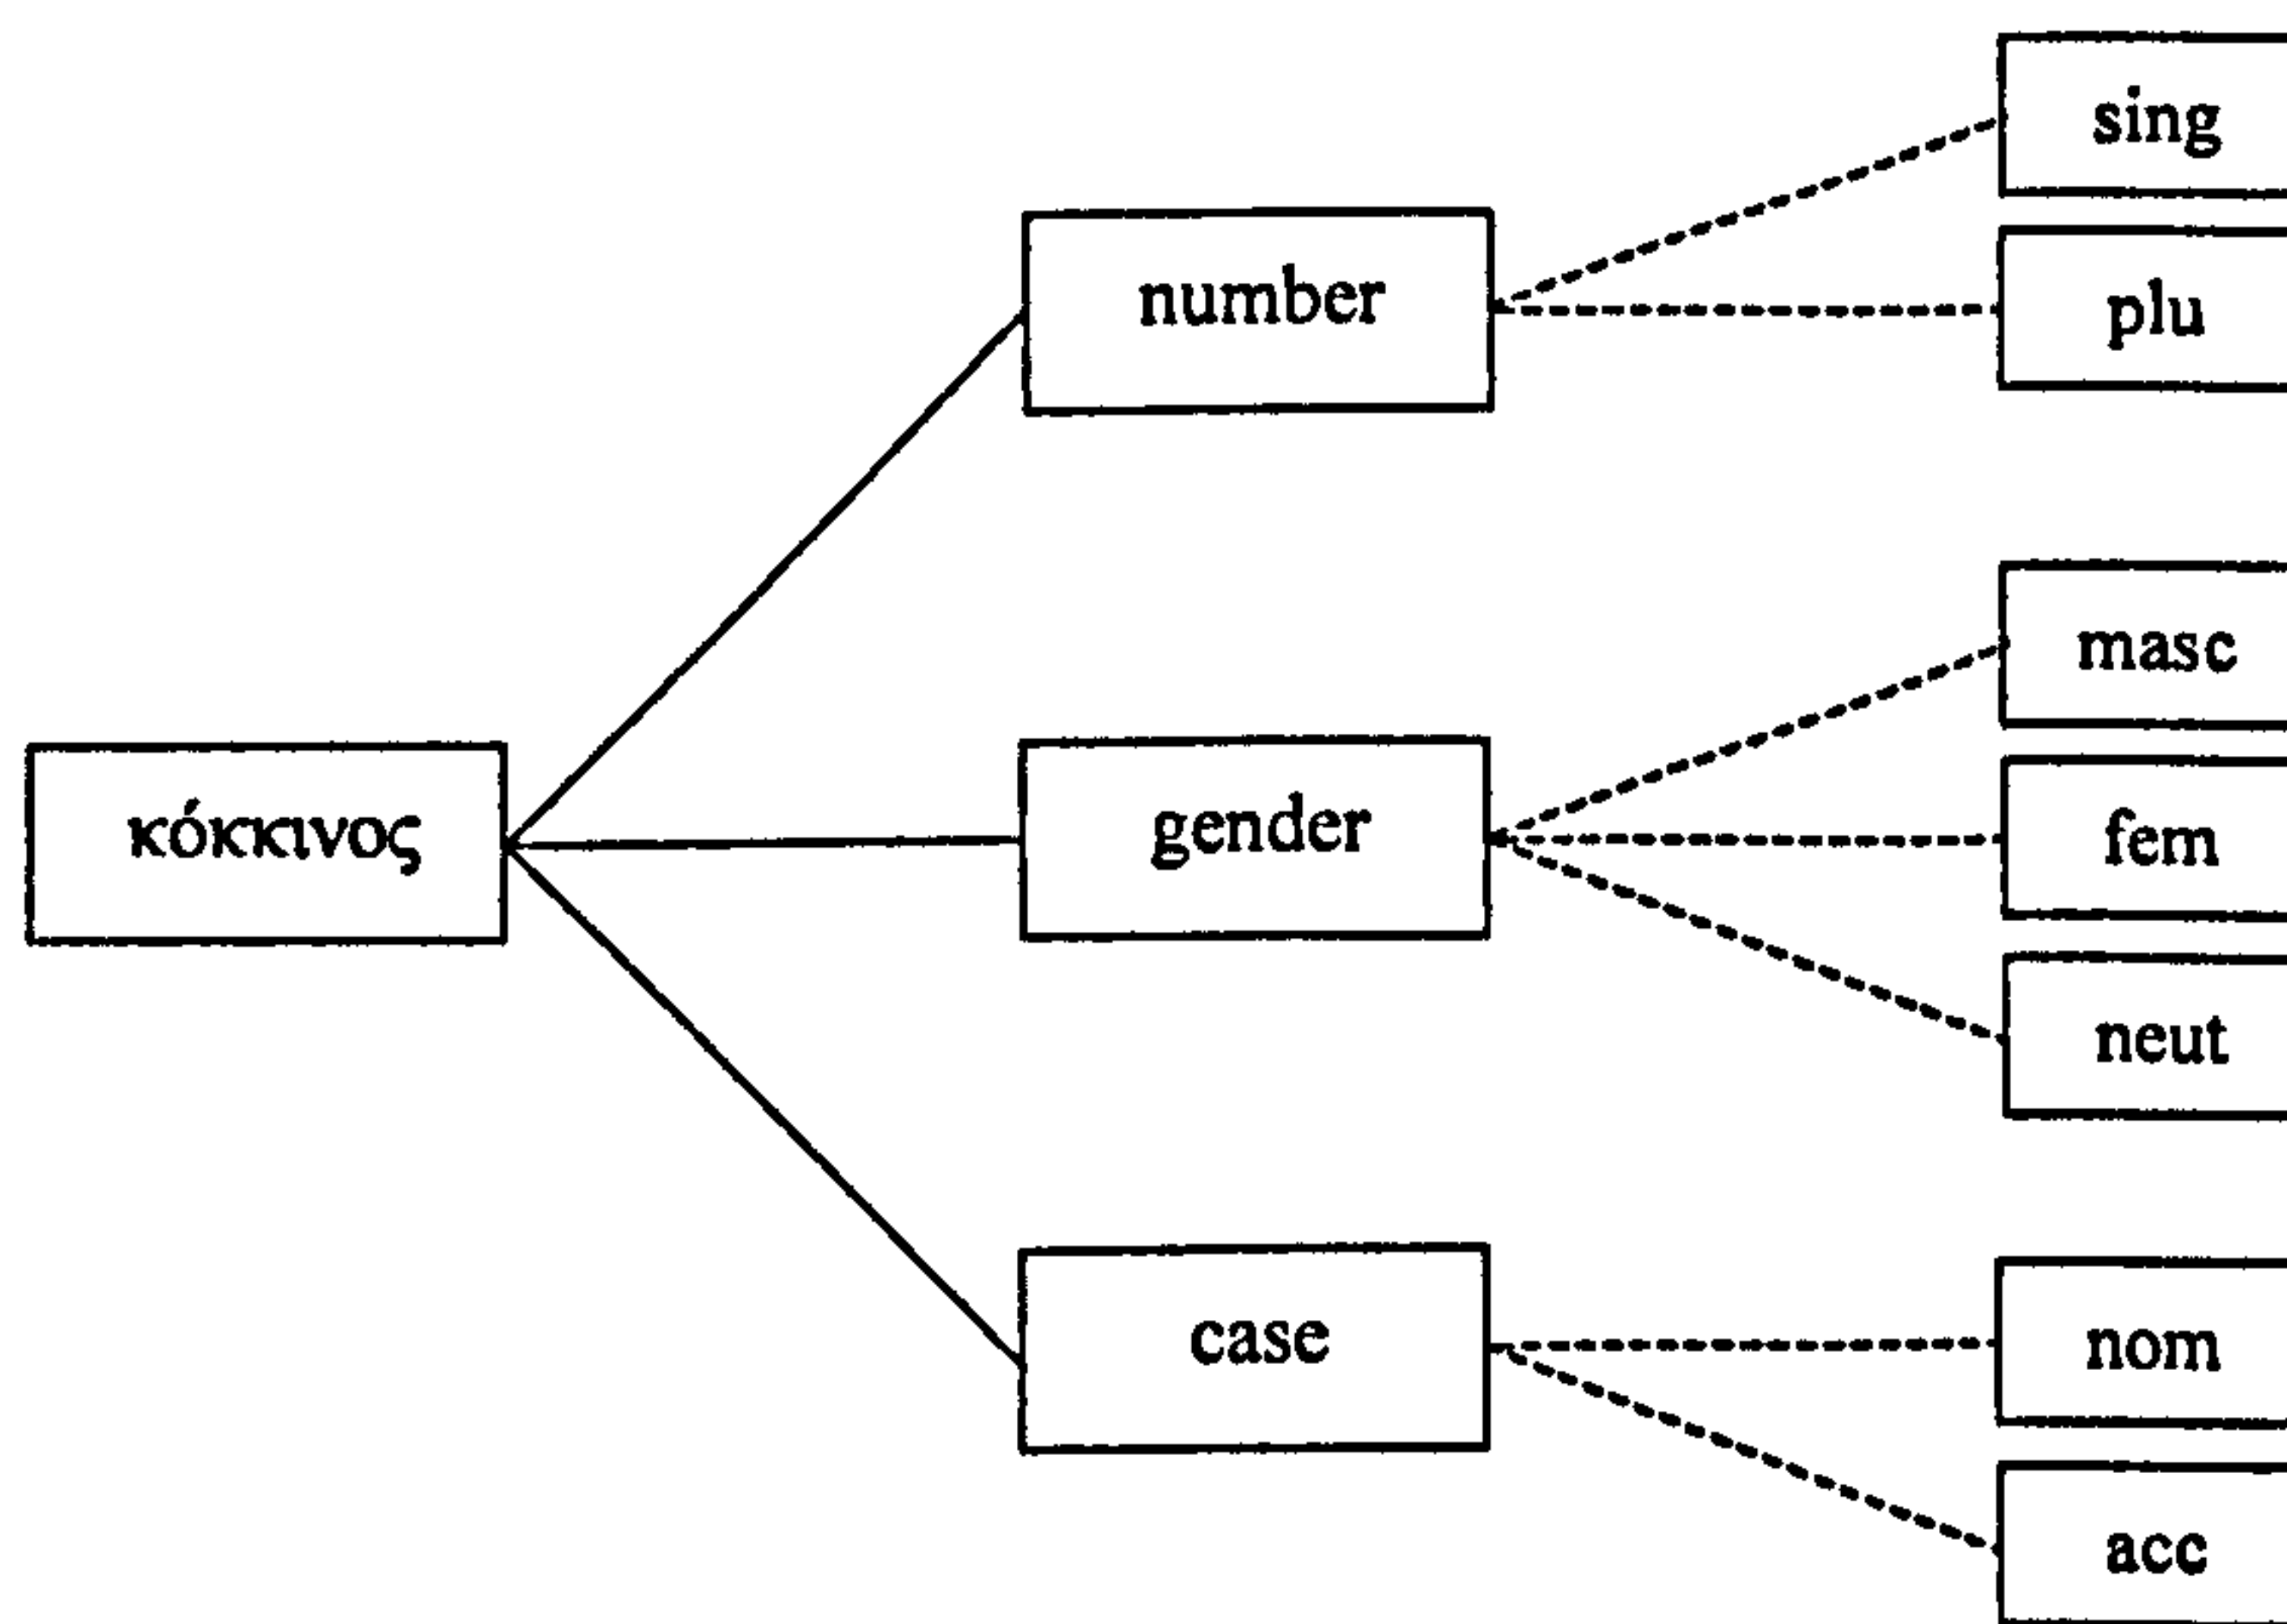 sing
number
plu
masc
κόκκινος
gender
fem
neut
case
nom
acc